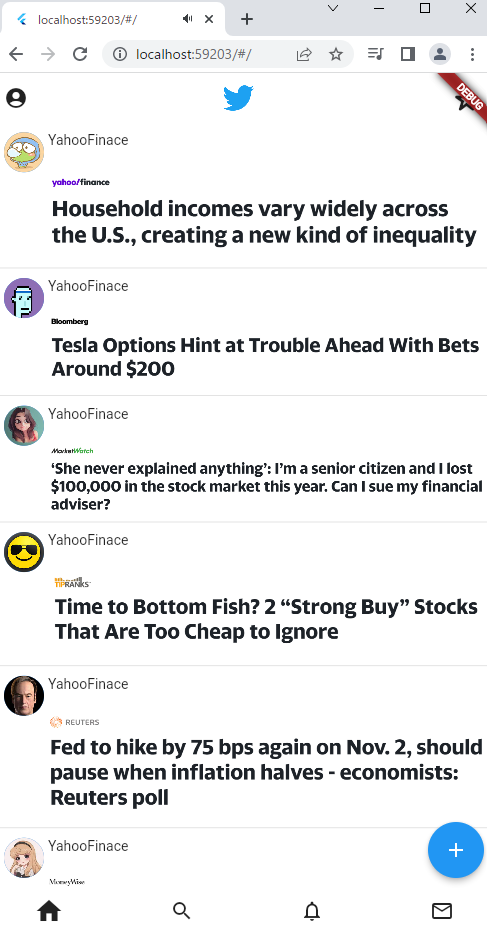 localhost:59203/#/
localhost:59203/#/
DEBUG
YahooFinace
yahoo/finance
Household incomes vary widely across
the U.S., creating a new kind of inequality
YahooFinace
Bloomberg
Tesla Options Hint at Trouble Ahead With Bets
Around $200
YahooFinace
MarketWatch
‘She never explained anything’: I’m a senior citizen and I lost
$100,000 in the stock market this year. Can I sue my financial
adviser?
YahooFinace
TIPRANKS
Time to Bottom Fish? 2 “Strong Buy” Stocks
That Are Too Cheap to Ignore
YahooFinace
REUTERS
Fed to hike by 75 bps again on Nov. 2, should
pause when inflation halves - economists:
Reuters poll
YahooFinace
MoneyWise